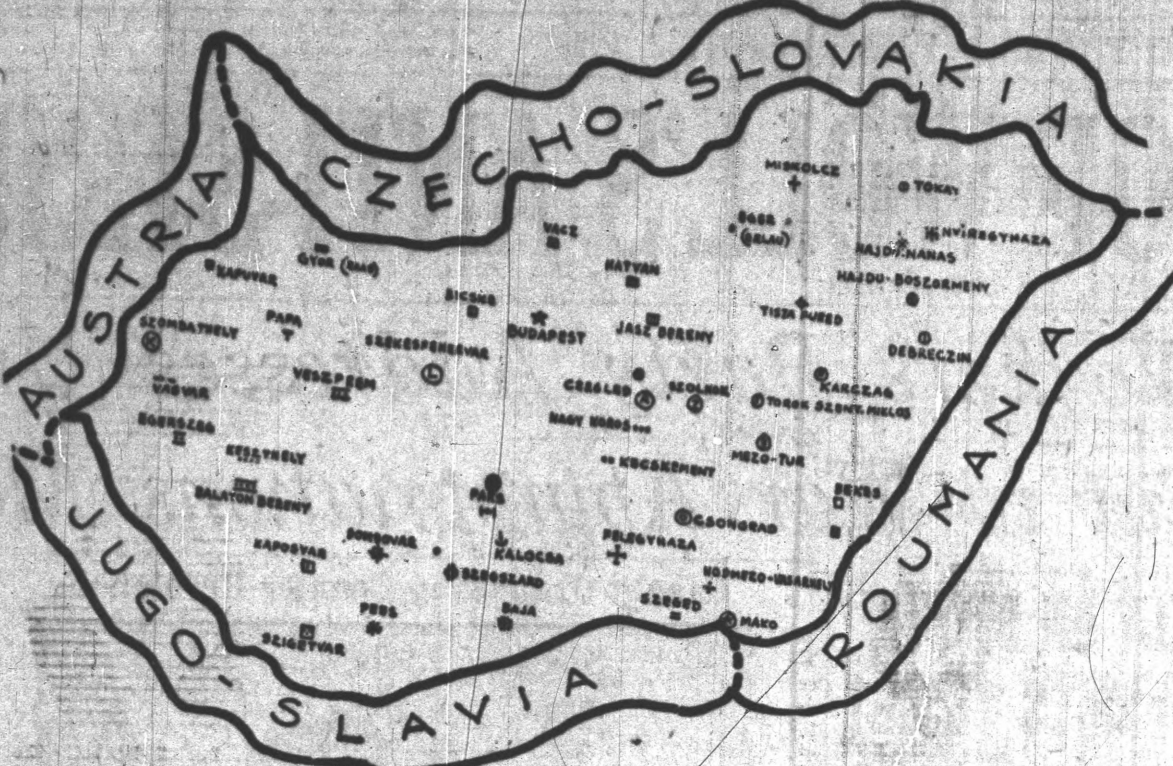 CZECHO-SLOVAKIA
AUSTRIA
JUGO-SLAVIA
ROUMANIA
MISKOLCZ
TOKAY
EGER
(ERLAU)
NYIREGYHAZA
HAJDU-NANAS
HAJDU-BOSZORMENY
VACZ
GYOR (RAAB)
KAPUVAR
HATVAN
BICSKE
TISZA FURED
PAPA
SZOMBATHELY
BUDAPEST
JASZ BERENY
DEBRECZIN
SZEKESFEHERVAR
VESZPREM
VASVAR
CZEGLED
SZOLNOK
KARCZAG
TOROK SZENT MIKLOS
NAGY KOROS
EGERSZEG
KESZTHELY
KECSKEMENT
MEZO-TUR
BALATON BERENY
PAKS
BEKES
CSONGRAD
KAPOSVAR
DOMBOVAR
KALOCSA
FELEGYHAZA
SZEGSZARD
HODMEZO-VASARHELY
SZEGED
MAKO
PECS
BAJA
SZIGETVAR